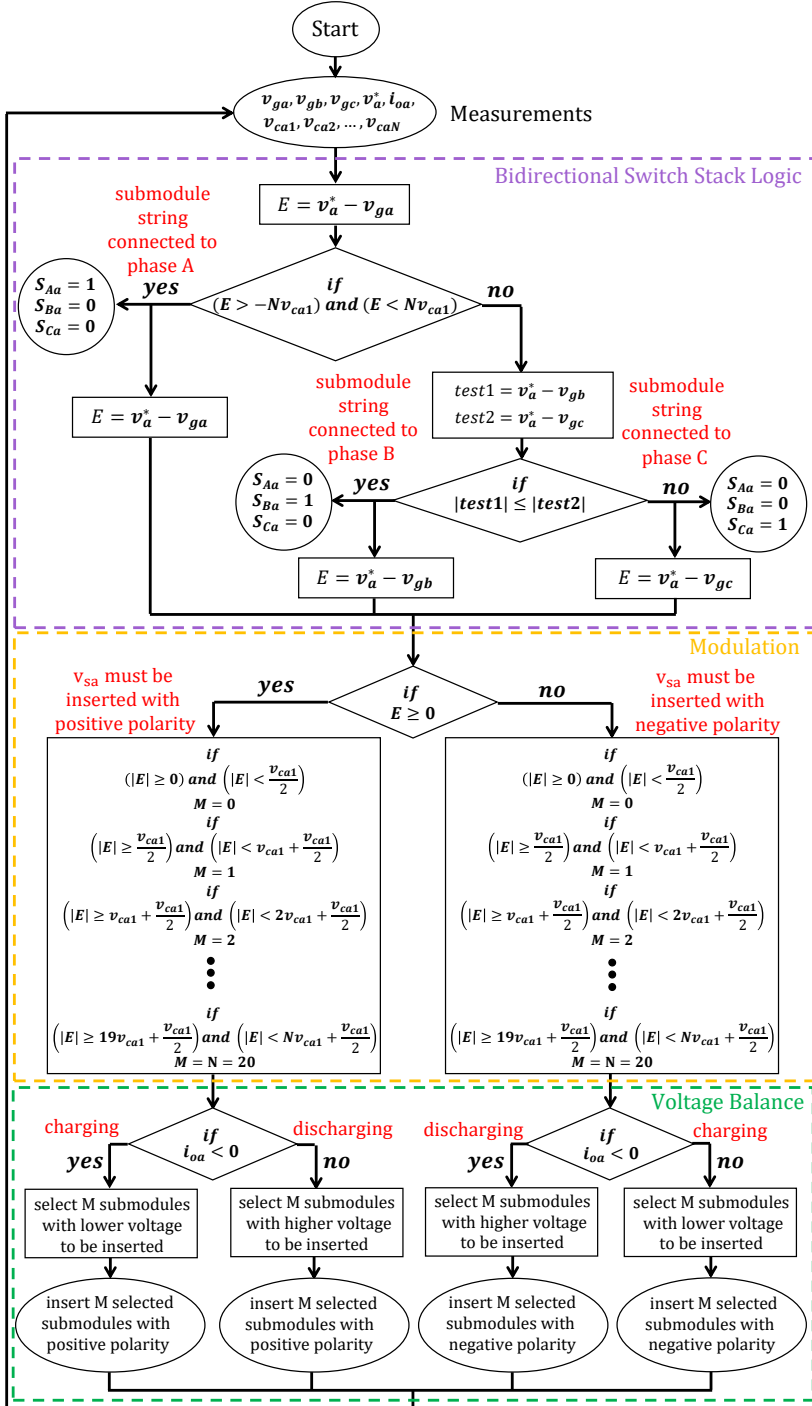 Start
v_ga, v_gb, v_gc, v_a^*, i_oa,
v_ca1, v_ca2, ..., v_caN
Measurements
Bidirectional Switch Stack Logic
E = v_a^* − v_ga
submodule
string
connected to
phase A
if
(E > −Nv_ca1) and (E < Nv_ca1)
yes
no
S_Aa = 1
S_Ba = 0
S_Ca = 0
E = v_a^* − v_ga
test1 = v_a^* − v_gb
test2 = v_a^* − v_gc
submodule
string
connected to
phase B
submodule
string
connected to
phase C
if
|test1| ≤ |test2|
yes
no
S_Aa = 0
S_Ba = 1
S_Ca = 0
S_Aa = 0
S_Ba = 0
S_Ca = 1
E = v_a^* − v_gb
E = v_a^* − v_gc
Modulation
if
E ≥ 0
yes
no
v_sa must be
inserted with
positive polarity
v_sa must be
inserted with
negative polarity
if
(|E| ≥ 0) and (|E| < v_ca1/2)
M = 0
if
(|E| ≥ v_ca1/2) and (|E| < v_ca1 + v_ca1/2)
M = 1
if
(|E| ≥ v_ca1 + v_ca1/2) and (|E| < 2v_ca1 + v_ca1/2)
M = 2
if
(|E| ≥ 19v_ca1 + v_ca1/2) and (|E| < Nv_ca1 + v_ca1/2)
M = N = 20
if
(|E| ≥ 0) and (|E| < v_ca1/2)
M = 0
if
(|E| ≥ v_ca1/2) and (|E| < v_ca1 + v_ca1/2)
M = 1
if
(|E| ≥ v_ca1 + v_ca1/2) and (|E| < 2v_ca1 + v_ca1/2)
M = 2
if
(|E| ≥ 19v_ca1 + v_ca1/2) and (|E| < Nv_ca1 + v_ca1/2)
M = N = 20
Voltage Balance
charging
yes
if
i_oa < 0
discharging
no
discharging
yes
if
i_oa < 0
charging
no
select M submodules
with lower voltage
to be inserted
select M submodules
with higher voltage
to be inserted
select M submodules
with higher voltage
to be inserted
select M submodules
with lower voltage
to be inserted
insert M selected
submodules with
positive polarity
insert M selected
submodules with
positive polarity
insert M selected
submodules with
negative polarity
insert M selected
submodules with
negative polarity